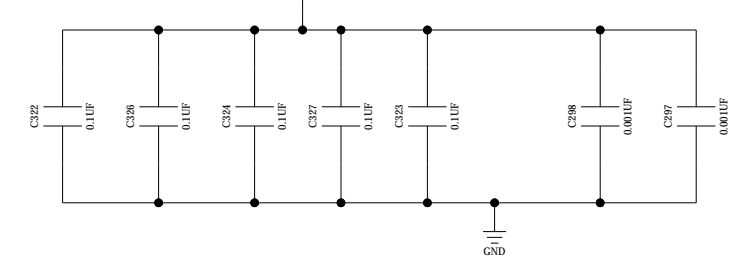 C322
0.1UF
C326
0.1UF
C324
0.1UF
C327
0.1UF
C323
0.1UF
C298
0.001UF
C297
0.001UF
GND